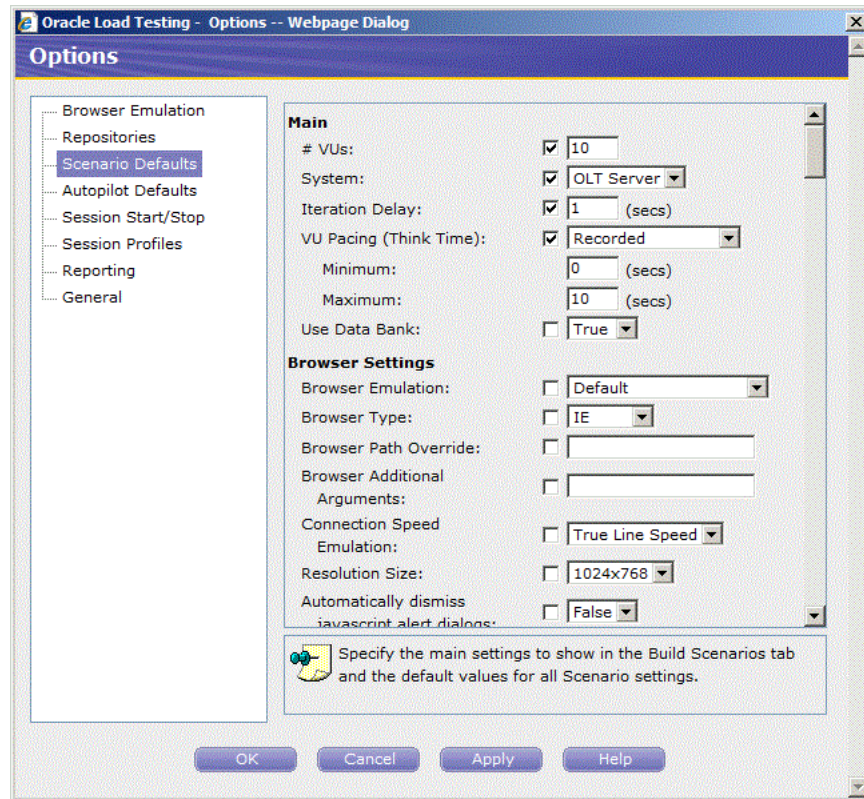 Oracle Load Testing - Options -- Webpage Dialog
Options
Browser Emulation
Repositories
Scenario Defaults
Autopilot Defaults
Session Start/Stop
Session Profiles
Reporting
General
Main
# VUs: 10
System: OLT Server
Iteration Delay: 1 (secs)
VU Pacing (Think Time): Recorded
Minimum: 0 (secs)
Maximum: 10 (secs)
Use Data Bank: True
Browser Settings
Browser Emulation: Default
Browser Type: IE
Browser Path Override:
Browser Additional
Arguments:
Connection Speed
Emulation: True Line Speed
Resolution Size: 1024x768
Automatically dismiss
javascript alert dialogs: False
Specify the main settings to show in the Build Scenarios tab
and the default values for all Scenario settings.
OK Cancel Apply Help